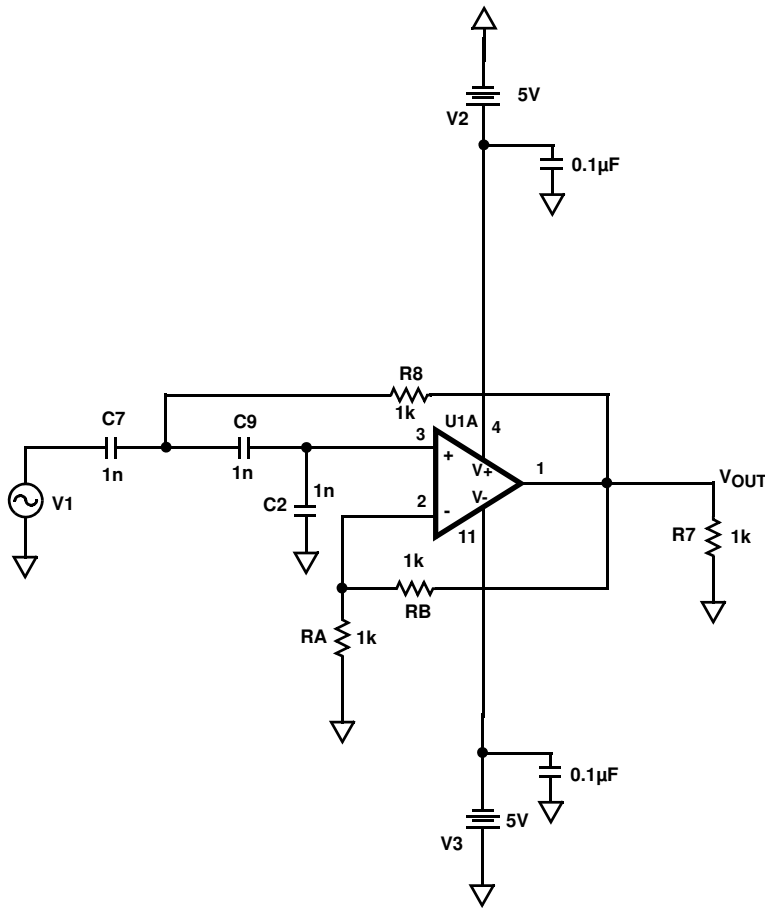 5V
V2
0.1µF
R8
1k
U1A
4
C7
1n
C9
1n
3
+
V+
1
V1
C2
1n
2
-
V-
11
VOUT
R7
1k
1k
RB
RA
1k
0.1µF
5V
V3